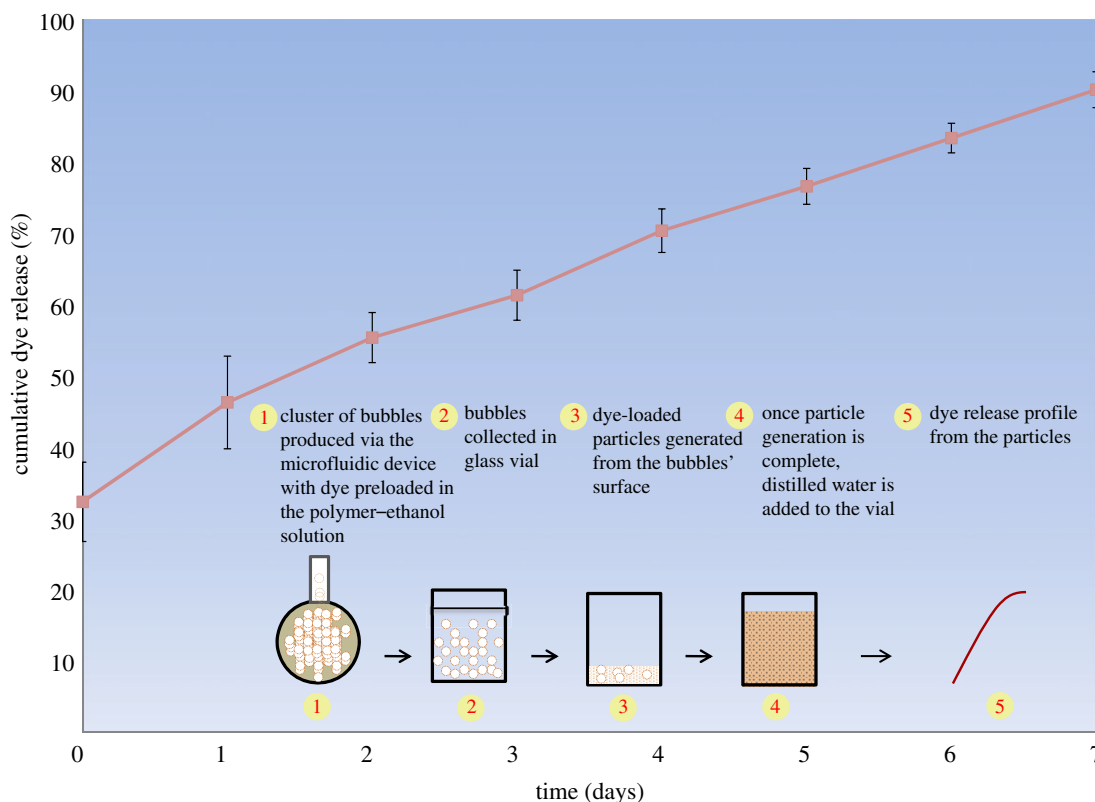 100
90
80
70
60
50
40
30
20
10
cumulative dye release (%)
0
1
2
3
4
5
6
7
time (days)
1
cluster of bubbles
produced via the
microfluidic device
with dye preloaded in
the polymer–ethanol
solution
2
bubbles
collected in
glass vial
3
dye-loaded
particles generated
from the bubbles’
surface
4
once particle
generation is
complete,
distilled water is
added to the vial
5
dye release profile
from the particles
1
2
3
4
5